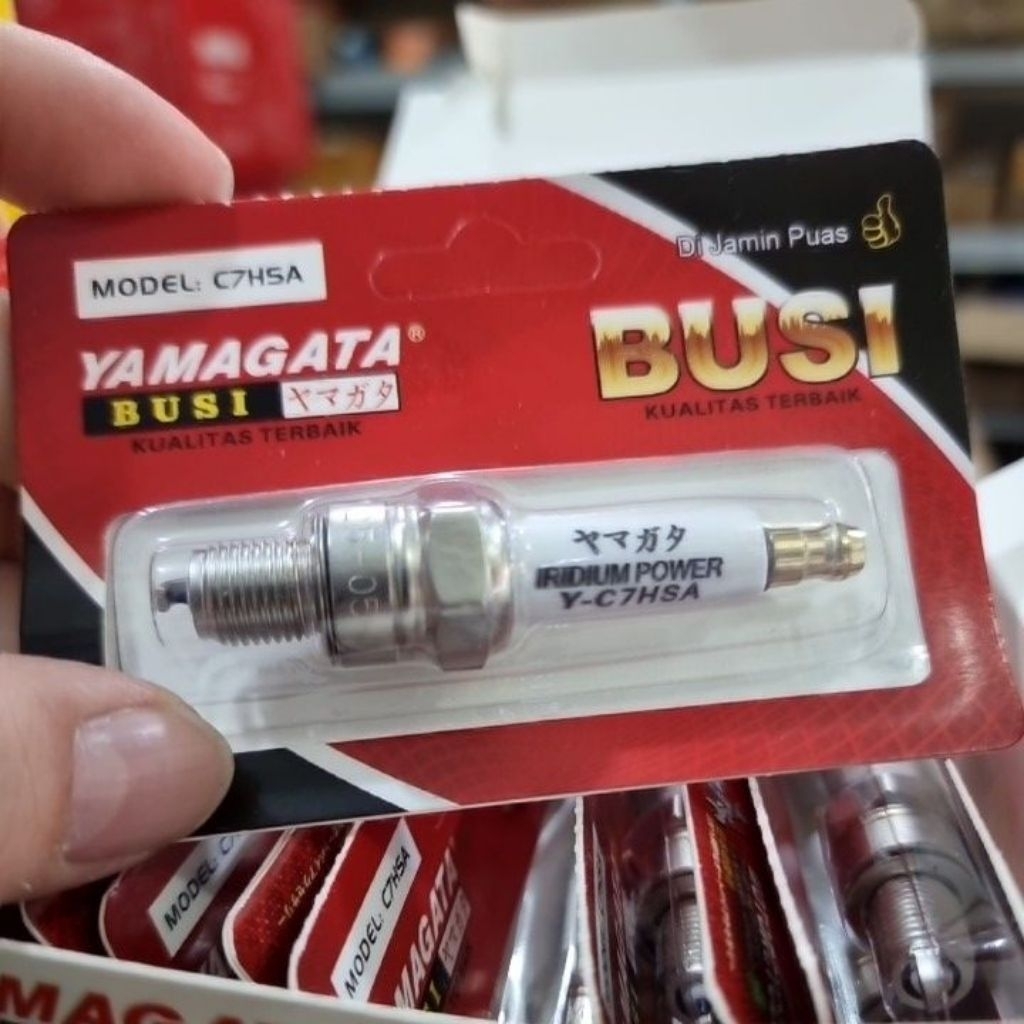 MODEL: C7HSA
Di Jamin Puas
YAMAGATA®
BUSI ヤマガタ
KUALITAS TERBAIK
BUSI
KUALITAS TERBAIK
ヤマガタ
IRIDIUM POWER
Y-C7HSA
MODEL: C7HSA
YAMAGATA
BUSI